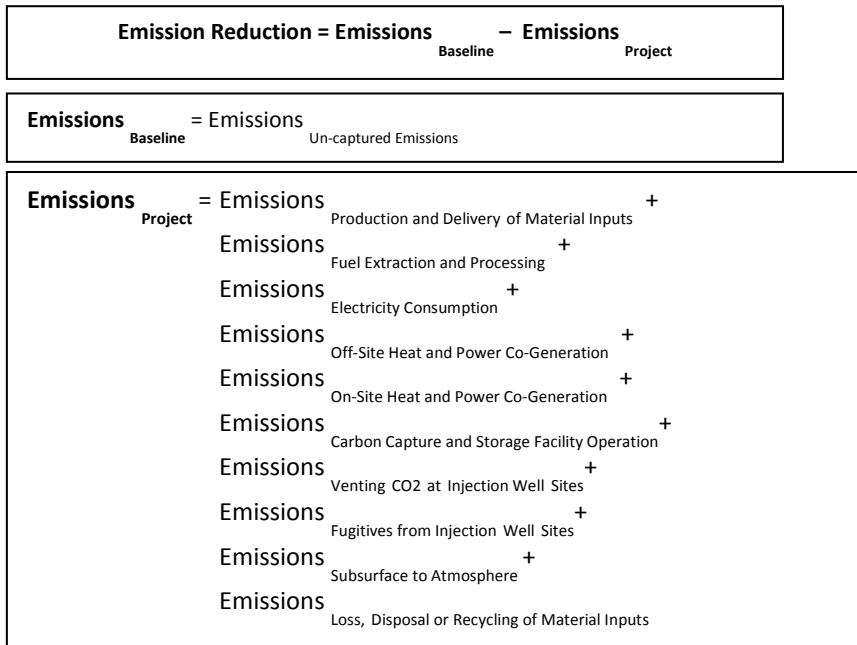 Emission Reduction = Emissions Baseline – Emissions Project
Emissions Baseline = Emissions Un-captured Emissions
Emissions Project = Emissions Production and Delivery of Material Inputs +
Emissions Fuel Extraction and Processing +
Emissions Electricity Consumption +
Emissions Off-Site Heat and Power Co-Generation +
Emissions On-Site Heat and Power Co-Generation +
Emissions Carbon Capture and Storage Facility Operation +
Emissions Venting CO2 at Injection Well Sites +
Emissions Fugitives from Injection Well Sites +
Emissions Subsurface to Atmosphere +
Emissions Loss, Disposal or Recycling of Material Inputs